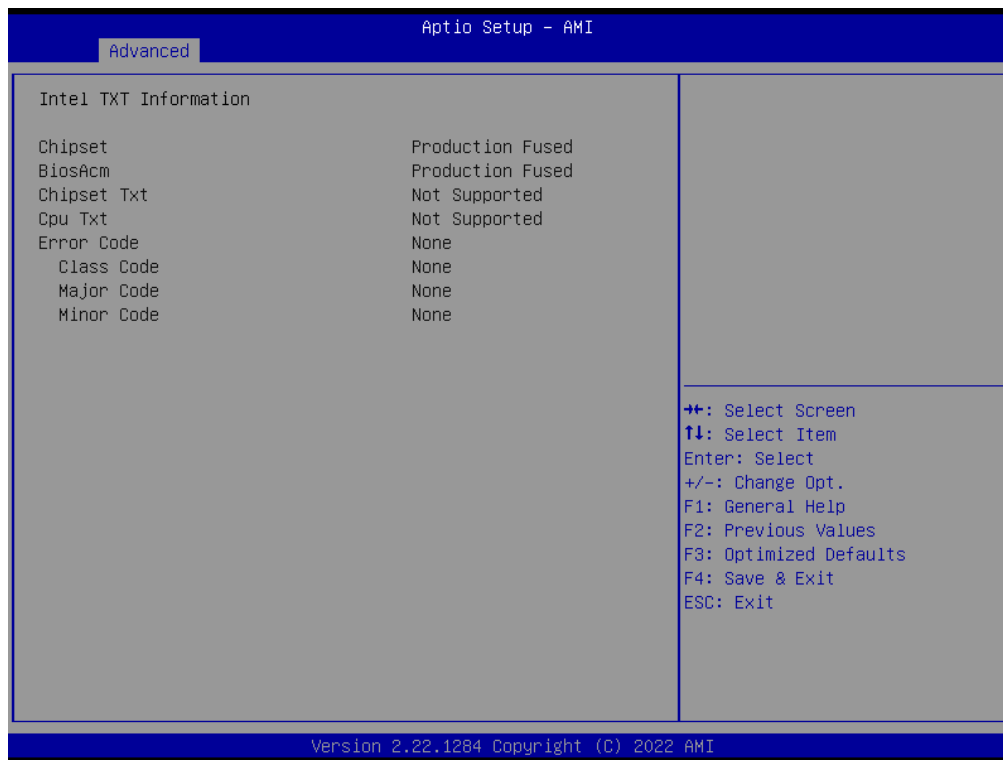 Aptio Setup – AMI
Advanced
Intel TXT Information
Chipset Production Fused
BiosAcm Production Fused
Chipset Txt Not Supported
Cpu Txt Not Supported
Error Code None
Class Code None
Major Code None
Minor Code None
→←: Select Screen
↑↓: Select Item
Enter: Select
+/-: Change Opt.
F1: General Help
F2: Previous Values
F3: Optimized Defaults
F4: Save & Exit
ESC: Exit
Version 2.22.1284 Copyright (C) 2022 AMI